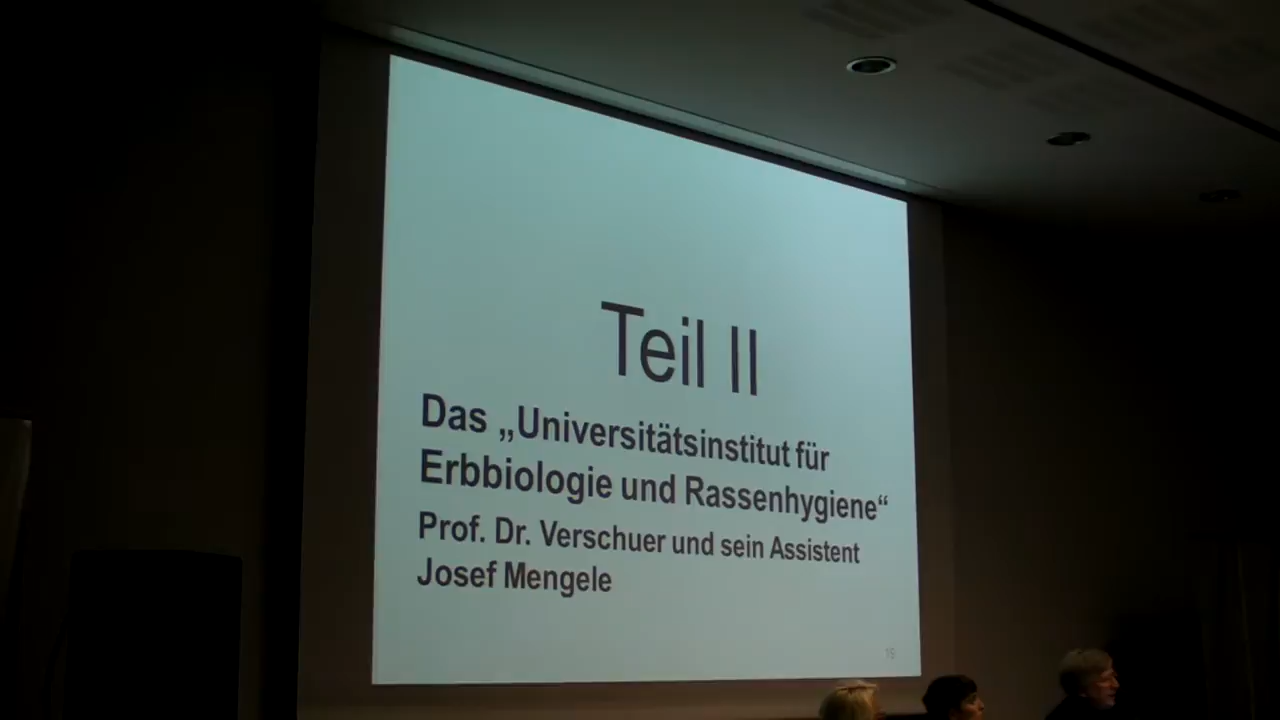 Teil II
Das „Universitätsinstitut für
Erbbiologie und Rassenhygiene“
Prof. Dr. Verschuer und sein Assistent
Josef Mengele